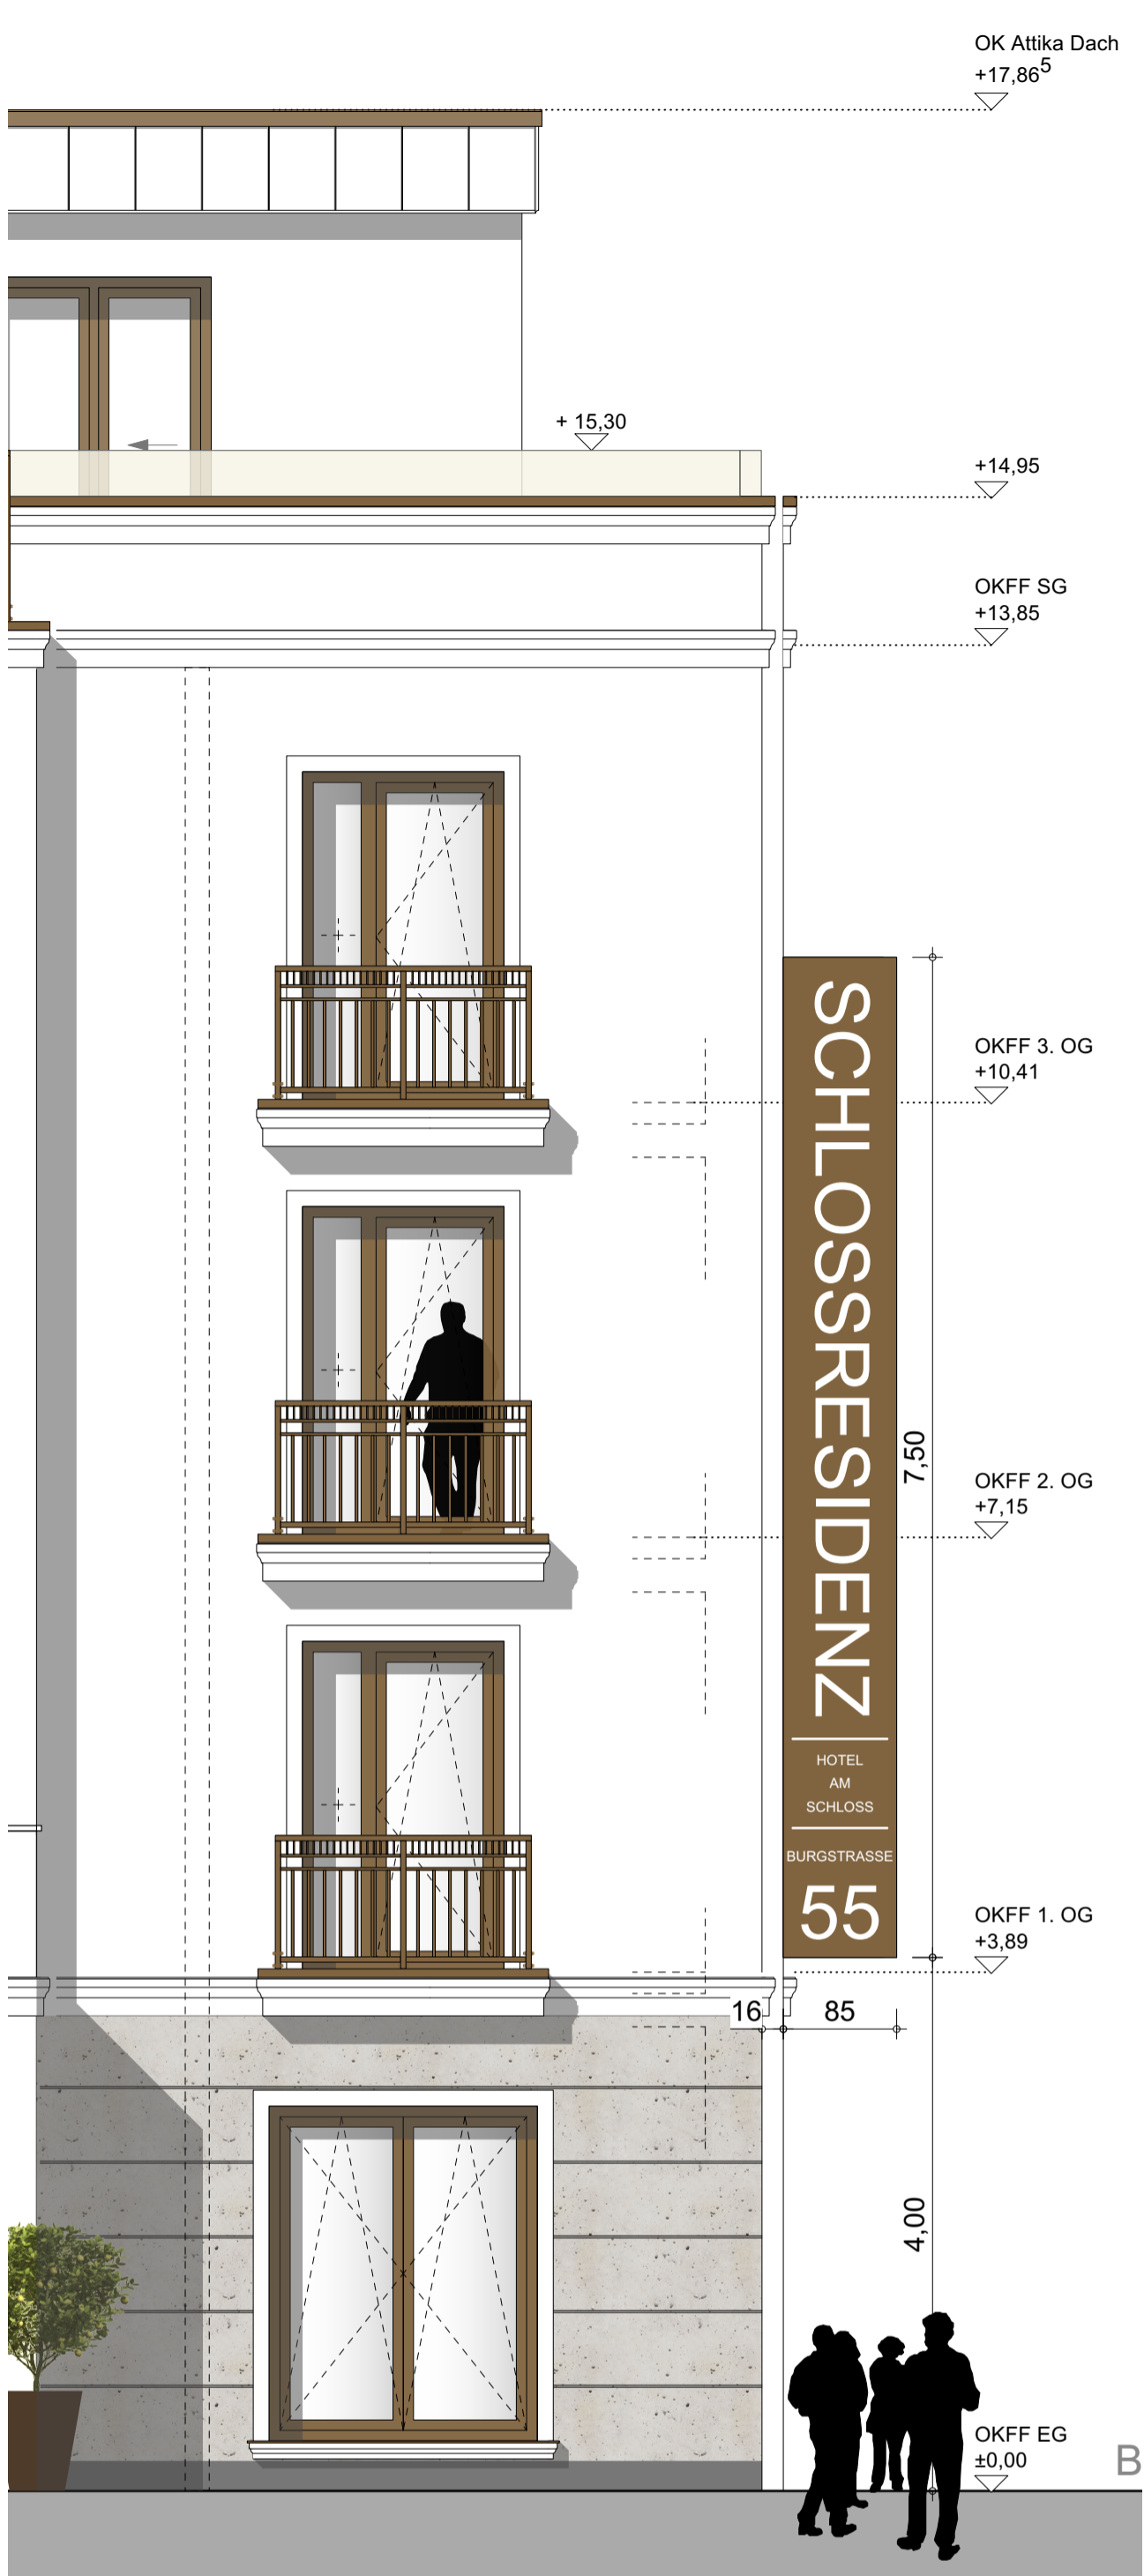 OK Attika Dach
+17,86⁵
+ 15,30
+14,95
OKFF SG
+13,85
OKFF 3. OG
+10,41
SCHLOSSRESIDENZ
7,50
OKFF 2. OG
+7,15
HOTEL
AM
SCHLOSS
BURGSTRASSE
55
OKFF 1. OG
+3,89
16
85
4,00
OKFF EG
±0,00
B